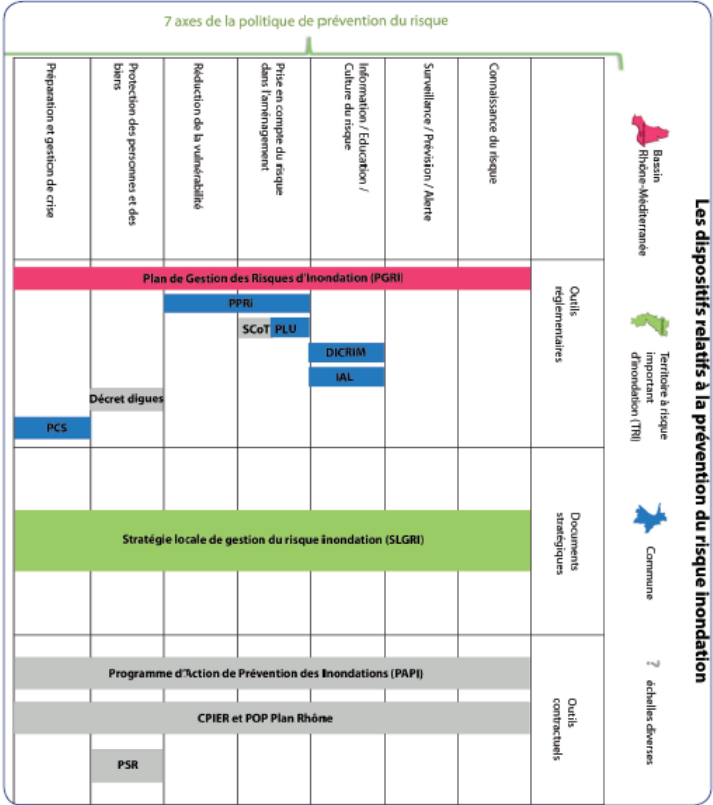 Les dispositifs relatifs à la prévention du risque inondation
Bassin
Rhône-Méditerranée
Territoire à risque
important
d'inondation (TRI)
Commune
? échelles diverses
7 axes de la politique de prévention du risque
Connaissance du risque
Surveillance / Prévision / Alerte
Information / Education /
Culture du risque
Prise en compte du risque
dans l'aménagement
Réduction de la vulnérabilité
Protection des personnes et des
biens
Préparation et gestion de crise
Outils
réglementaires
Plan de Gestion des Risques d'Inondation (PGRI)
PPRi
SCoT PLU
DICRIM
IAL
Décret digues
PCS
Documents
stratégiques
Stratégie locale de gestion du risque inondation (SLGRI)
Outils
contractuels
Programme d'Action de Prévention des Inondations (PAPI)
CPIER et POP Plan Rhône
PSR